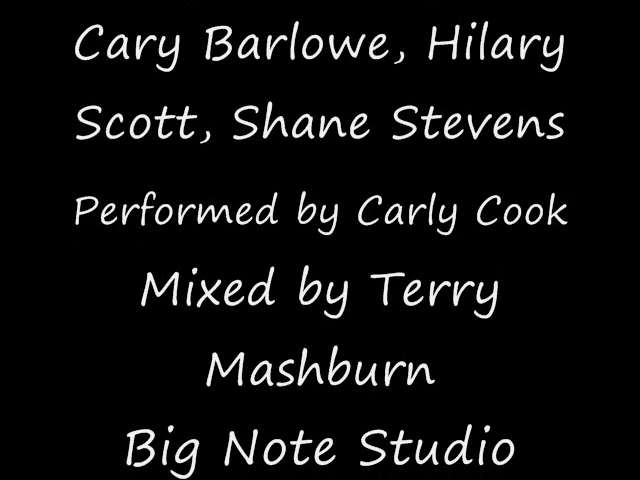 Cary Barlowe, Hilary
Scott, Shane Stevens
Performed by Carly Cook
Mixed by Terry
Mashburn
Big Note Studio